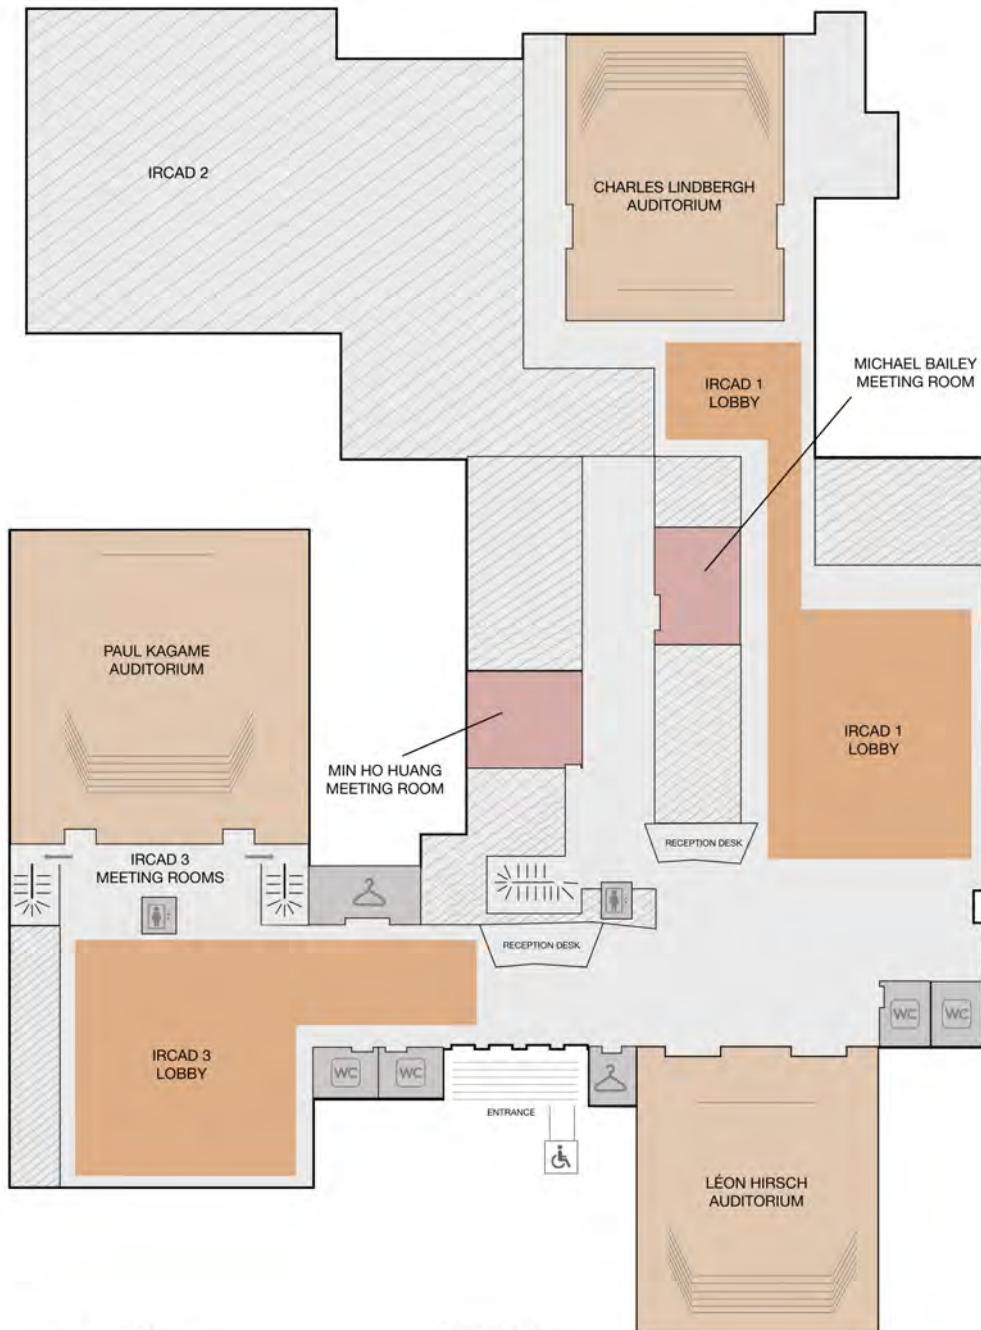 IRCAD 2
CHARLES LINDBERGH
AUDITORIUM
MICHAEL BAILEY
MEETING ROOM
IRCAD 1
LOBBY
PAUL KAGAME
AUDITORIUM
IRCAD 1
LOBBY
MIN HO HUANG
MEETING ROOM
RECEPTION DESK
IRCAD 3
MEETING ROOMS
RECEPTION DESK
WC
WC
IRCAD 3
LOBBY
WC
WC
ENTRANCE
LÉON HIRSCH
AUDITORIUM